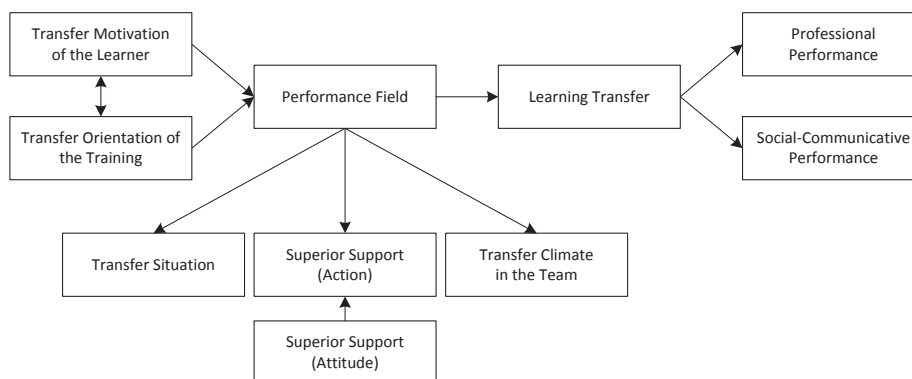 Transfer Motivation
of the Learner
Professional
Performance
Performance Field
Learning Transfer
Transfer Orientation of
the Training
Social-Communicative
Performance
Transfer Situation
Superior Support
(Action)
Transfer Climate
in the Team
Superior Support
(Attitude)